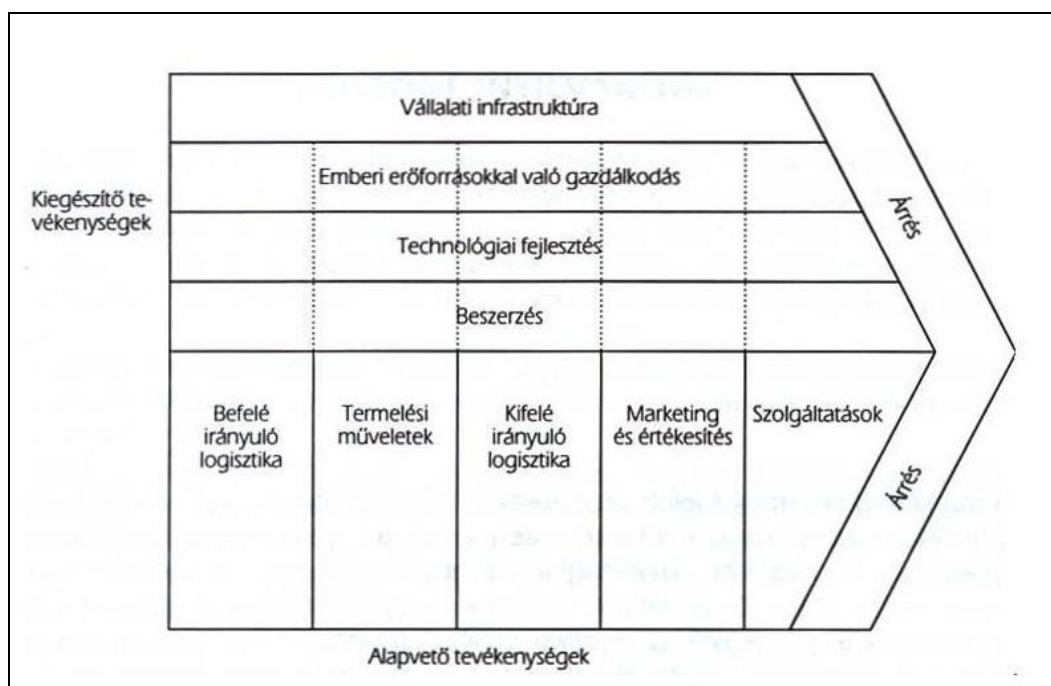 Vállalati infrastruktúra
Emberi erőforrásokkal való gazdálkodás
Kiegészítő te-
vékenységek
Technológiai fejlesztés
Beszerzés
Árrés
Befelé
irányuló
logisztika
Termelési
műveletek
Kifelé
irányuló
logisztika
Marketing
és értékesítés
Szolgáltatások
Árrés
Alapvető tevékenységek